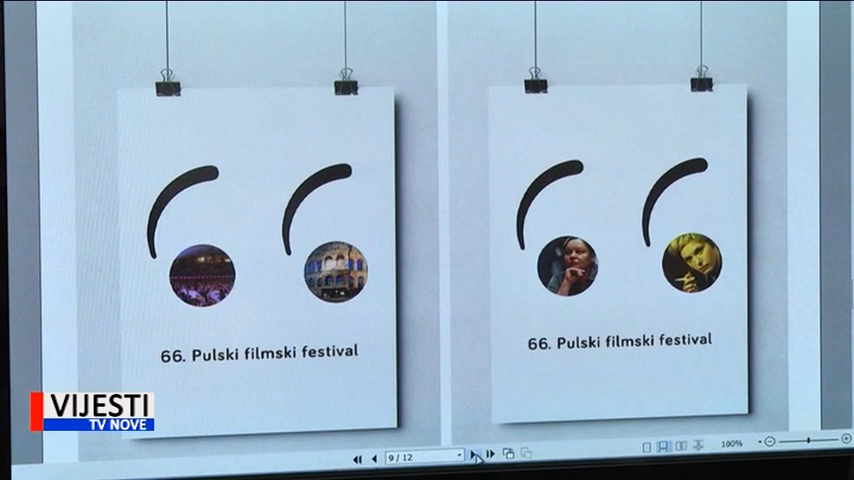 66. Pulski filmski festival
66. Pulski filmski festival
VIJESTI
TV NOVE
9 / 12
100%